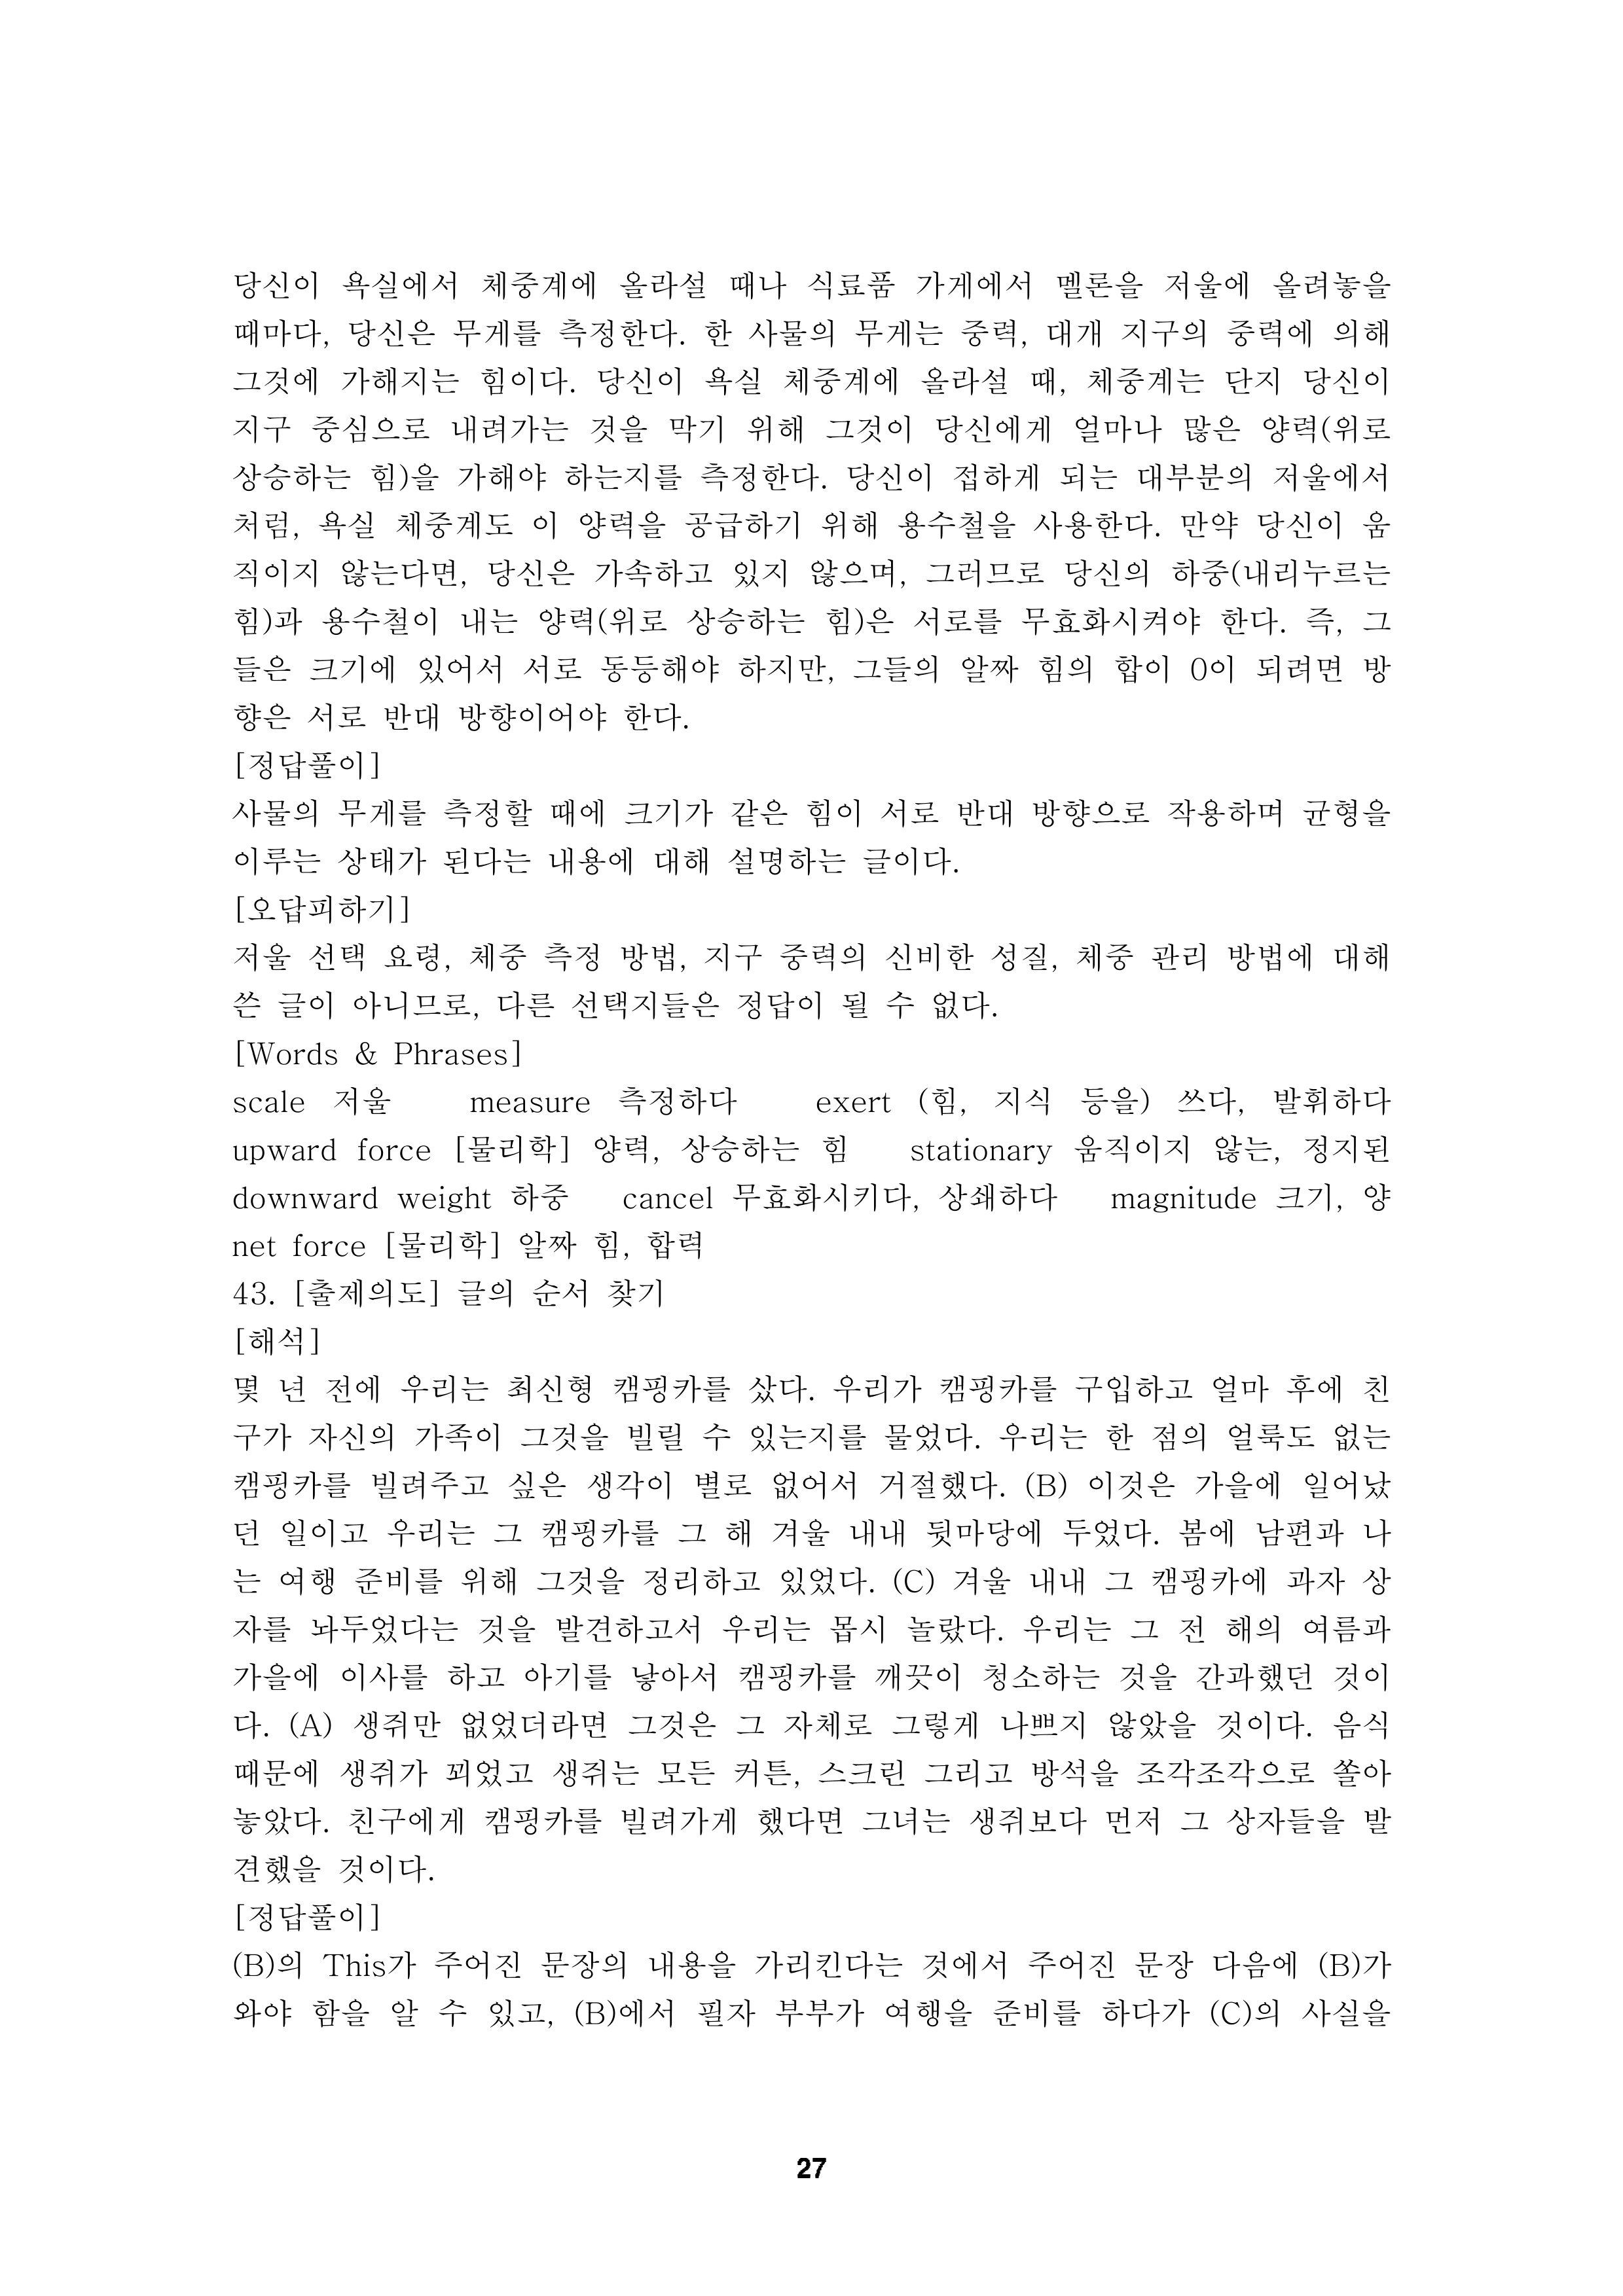 당신이 욕실에서 체중계에 올라설 때나 식료품 가게에서 멜론을 저울에 올려놓을
때마다, 당신은 무게를 측정한다. 한 사물의 무게는 중력, 대개 지구의 중력에 의해
그것에 가해지는 힘이다. 당신이 욕실 체중계에 올라설 때, 체중계는 단지 당신이
지구 중심으로 내려가는 것을 막기 위해 그것이 당신에게 얼마나 많은 양력(위로
상승하는 힘)을 가해야 하는지를 측정한다. 당신이 접하게 되는 대부분의 저울에서
처럼, 욕실 체중계도 이 양력을 공급하기 위해 용수철을 사용한다. 만약 당신이 움
직이지 않는다면, 당신은 가속하고 있지 않으며, 그러므로 당신의 하중(내리누르는
힘)과 용수철이 내는 양력(위로 상승하는 힘)은 서로를 무효화시켜야 한다. 즉, 그
들은 크기에 있어서 서로 동등해야 하지만, 그들의 알짜 힘의 합이 0이 되려면 방
향은 서로 반대 방향이어야 한다.
[정답풀이]
사물의 무게를 측정할 때에 크기가 같은 힘이 서로 반대 방향으로 작용하며 균형을
이루는 상태가 된다는 내용에 대해 설명하는 글이다.
[오답피하기]
저울 선택 요령, 체중 측정 방법, 지구 중력의 신비한 성질, 체중 관리 방법에 대해
쓴 글이 아니므로, 다른 선택지들은 정답이 될 수 없다.
[Words & Phrases]
scale 저울 measure 측정하다 exert (힘, 지식 등을) 쓰다, 발휘하다
upward force [물리학] 양력, 상승하는 힘 stationary 움직이지 않는, 정지된
downward weight 하중 cancel 무효화시키다, 상쇄하다 magnitude 크기, 양
net force [물리학] 알짜 힘, 합력
43. [출제의도] 글의 순서 찾기
[해석]
몇 년 전에 우리는 최신형 캠핑카를 샀다. 우리가 캠핑카를 구입하고 얼마 후에 친
구가 자신의 가족이 그것을 빌릴 수 있는지를 물었다. 우리는 한 점의 얼룩도 없는
캠핑카를 빌려주고 싶은 생각이 별로 없어서 거절했다. (B) 이것은 가을에 일어났
던 일이고 우리는 그 캠핑카를 그 해 겨울 내내 뒷마당에 두었다. 봄에 남편과 나
는 여행 준비를 위해 그것을 정리하고 있었다. (C) 겨울 내내 그 캠핑카에 과자 상
자를 놔두었다는 것을 발견하고서 우리는 몹시 놀랐다. 우리는 그 전 해의 여름과
가을에 이사를 하고 아기를 낳아서 캠핑카를 깨끗이 청소하는 것을 간과했던 것이
다. (A) 생쥐만 없었더라면 그것은 그 자체로 그렇게 나쁘지 않았을 것이다. 음식
때문에 생쥐가 꾀었고 생쥐는 모든 커튼, 스크린 그리고 방석을 조각조각으로 쏠아
놓았다. 친구에게 캠핑카를 빌려가게 했다면 그녀는 생쥐보다 먼저 그 상자들을 발
견했을 것이다.
[정답풀이]
(B)의 This가 주어진 문장의 내용을 가리킨다는 것에서 주어진 문장 다음에 (B)가
와야 함을 알 수 있고, (B)에서 필자 부부가 여행을 준비를 하다가 (C)의 사실을
27